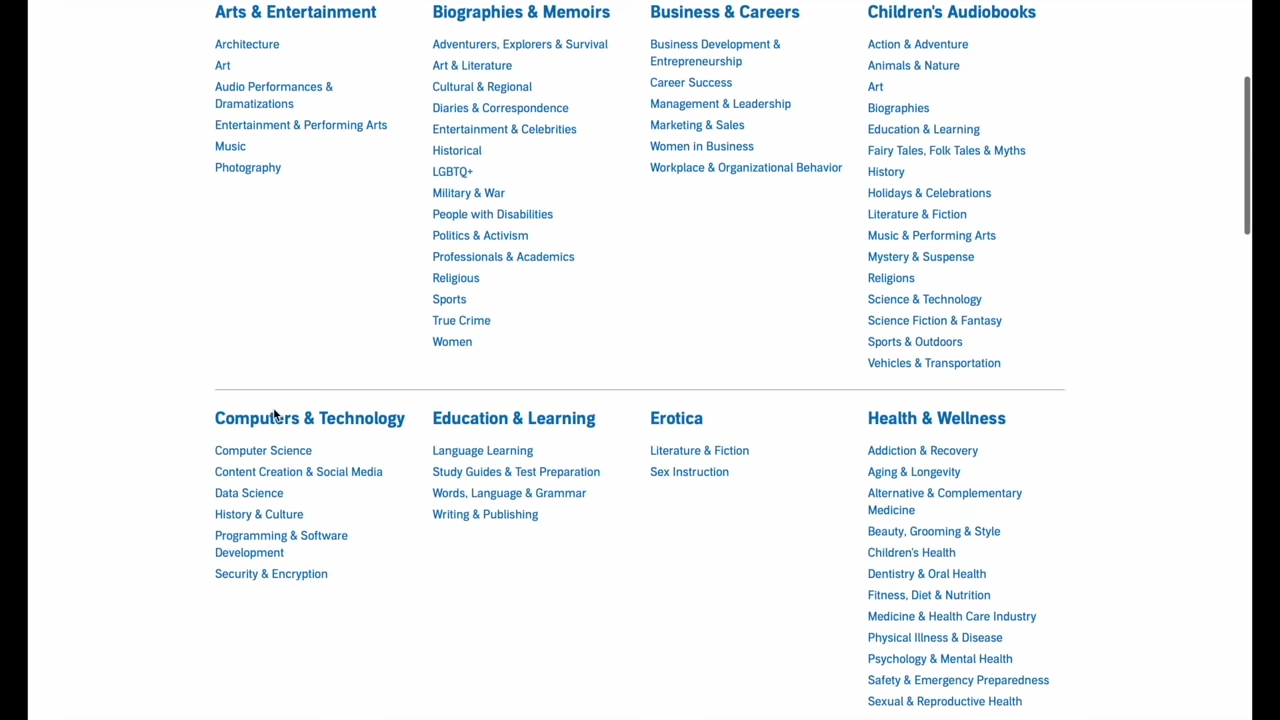 Arts & Entertainment
Architecture
Art
Audio Performances &
Dramatizations
Entertainment & Performing Arts
Music
Photography
Biographies & Memoirs
Adventurers, Explorers & Survival
Art & Literature
Cultural & Regional
Diaries & Correspondence
Entertainment & Celebrities
Historical
LGBTQ+
Military & War
People with Disabilities
Politics & Activism
Professionals & Academics
Religious
Sports
True Crime
Women
Business & Careers
Business Development &
Entrepreneurship
Career Success
Management & Leadership
Marketing & Sales
Women in Business
Workplace & Organizational Behavior
Children's Audiobooks
Action & Adventure
Animals & Nature
Art
Biographies
Education & Learning
Fairy Tales, Folk Tales & Myths
History
Holidays & Celebrations
Literature & Fiction
Music & Performing Arts
Mystery & Suspense
Religions
Science & Technology
Science Fiction & Fantasy
Sports & Outdoors
Vehicles & Transportation
Computers & Technology
Computer Science
Content Creation & Social Media
Data Science
History & Culture
Programming & Software
Development
Security & Encryption
Education & Learning
Language Learning
Study Guides & Test Preparation
Words, Language & Grammar
Writing & Publishing
Erotica
Literature & Fiction
Sex Instruction
Health & Wellness
Addiction & Recovery
Aging & Longevity
Alternative & Complementary
Medicine
Beauty, Grooming & Style
Children's Health
Dentistry & Oral Health
Fitness, Diet & Nutrition
Medicine & Health Care Industry
Physical Illness & Disease
Psychology & Mental Health
Safety & Emergency Preparedness
Sexual & Reproductive Health